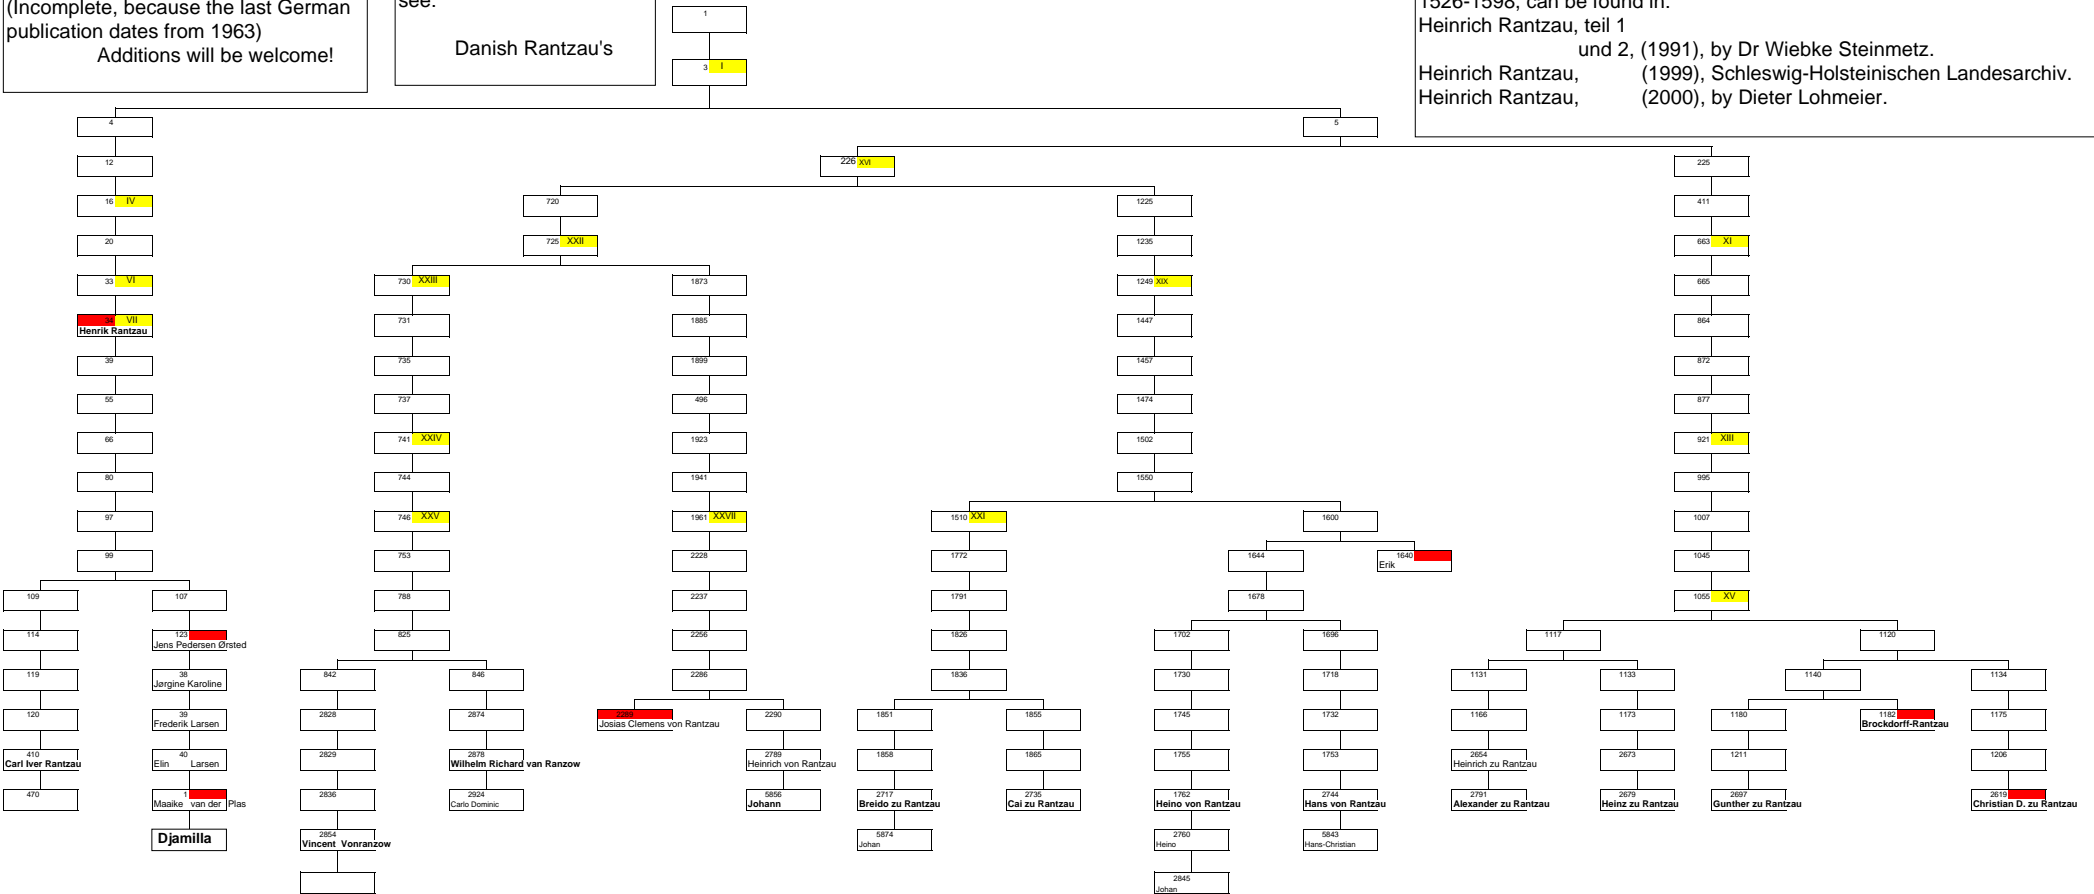 (Incomplete, because the last German
publication dates from 1963)
Additions will be welcome!
see:
Danish Rantzau's
1526-1598, can be found in:
Heinrich Rantzau, teil 1
und 2, (1991), by Dr Wiebke Steinmetz.
Heinrich Rantzau, (1999), Schleswig-Holsteinischen Landesarchiv.
Heinrich Rantzau, (2000), by Dieter Lohmeier.
1
3 I
4
5
12
226 XVI
225
16 IV
720
1225
411
20
725 XXII
1235
663 XI
33 VI
730 XXIII
1873
1249 XIX
665
34 VII
Henrik Rantzau
731
1885
1447
864
39
735
1899
1457
872
55
737
496
1474
877
66
741 XXIV
1923
1502
921 XIII
80
744
1941
1550
995
97
746 XXV
1961 XXVII
1510 XXI
1600
1007
99
753
2228
1772
1644
1640
Erik
1045
109
107
788
2237
1791
1678
1055 XV
114
123
Jens Pedersen Ørsted
825
2256
1826
1702
1696
1117
1120
119
38
Jørgine Karoline
842
846
2286
1836
1730
1718
1131
1133
1140
1134
120
39
Frederik Larsen
2828
2874
2289
Josias Clemens von Rantzau
2290
1851
1855
1745
1732
1166
1173
1180
1182
Brockdorff-Rantzau
1175
410
Carl Iver Rantzau
40
Elin Larsen
2829
2878
Wilhelm Richard van Ranzow
2789
Heinrich von Rantzau
1858
1865
1755
1753
2654
Heinrich zu Rantzau
2673
1211
1206
470
1
Maaike van der Plas
2836
2924
Carlo Dominic
5856
Johann
2717
Breido zu Rantzau
2735
Cai zu Rantzau
1762
Heino von Rantzau
2744
Hans von Rantzau
2791
Alexander zu Rantzau
2679
Heinz zu Rantzau
2697
Gunther zu Rantzau
2619
Christian D. zu Rantzau
Djamilla
2854
Vincent Vonranzow
5874
Johan
2760
Heino
5843
Hans-Christian
2845
Johan